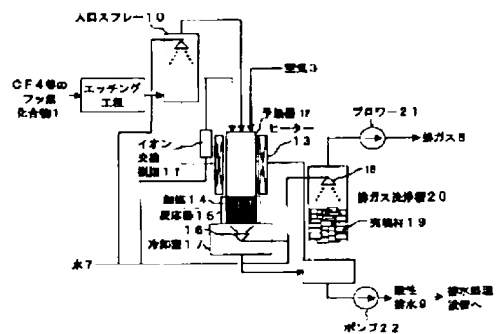 入口スプレー10
空気3
CF4等の
フッ素
化合物1
エッチング
工程
予熱器12
ヒーター
13
ブロワー21
排ガス8
イオン
交換
樹脂11
18
触媒14
反応器15
16
冷却室17
排ガス洗浄塔20
充填材19
水7
酸性
排水9
排水処理
設備へ
ポンプ22